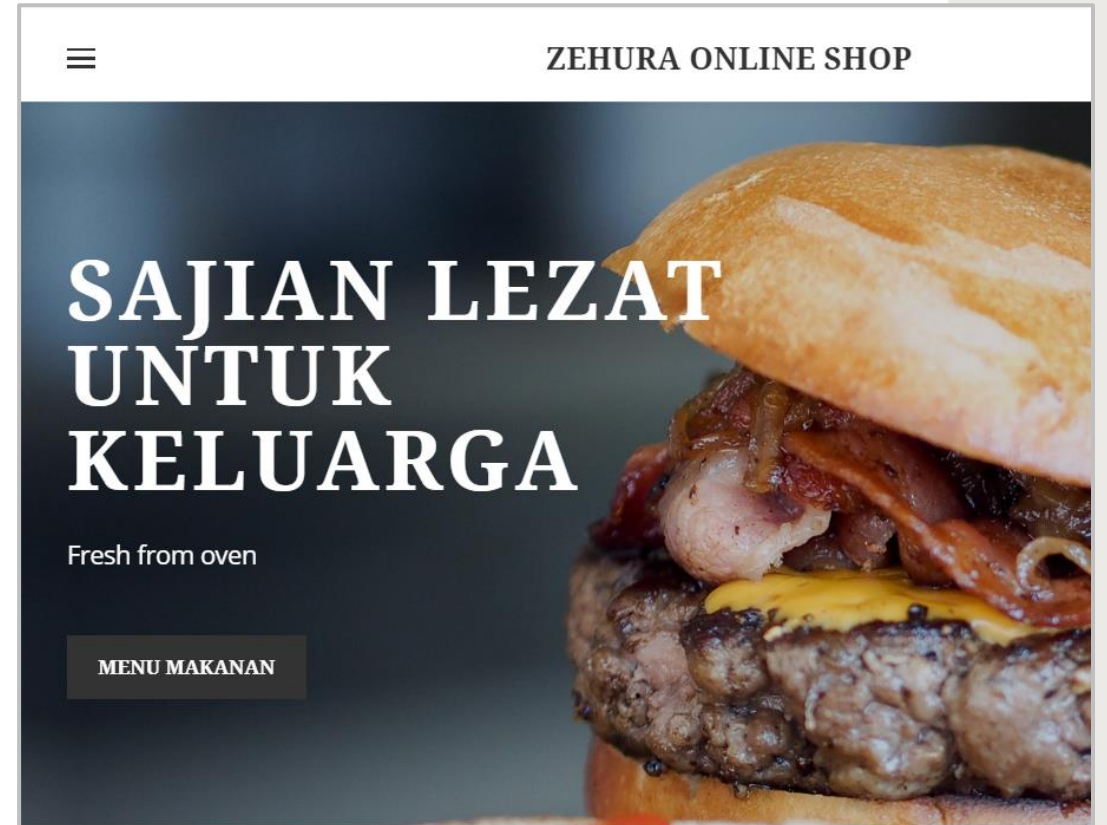 ZEHURA ONLINE SHOP
SAJIAN LEZAT
UNTUK
KELUARGA
Fresh from oven
MENU MAKANAN